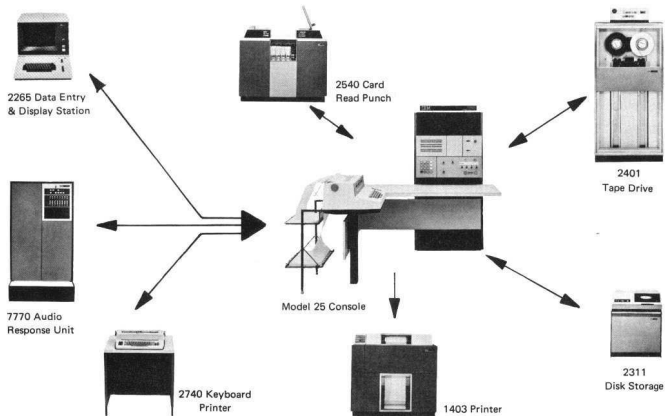 2265 Data Entry
& Display Station
2540 Card
Read Punch
IBM
2401
Tape Drive
7770 Audio
Response Unit
Model 25 Console
2740 Keyboard
Printer
1403 Printer
2311
Disk Storage